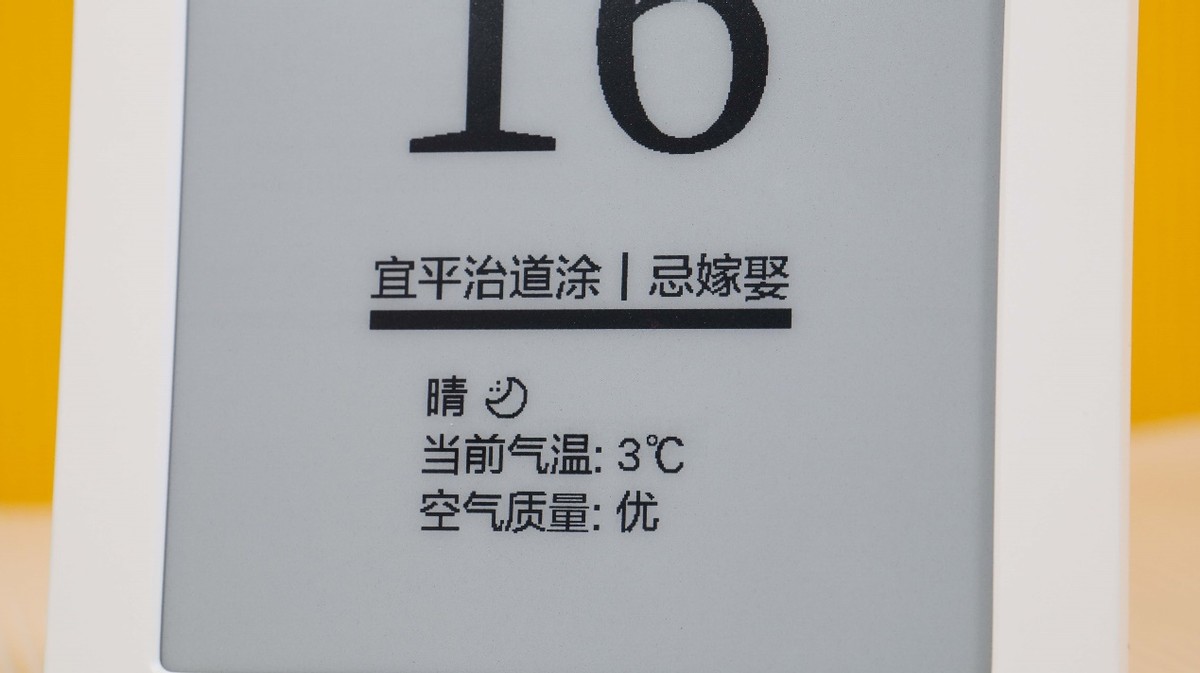 16
宜平治道涂 | 忌嫁娶
晴
当前气温: 3℃
空气质量: 优